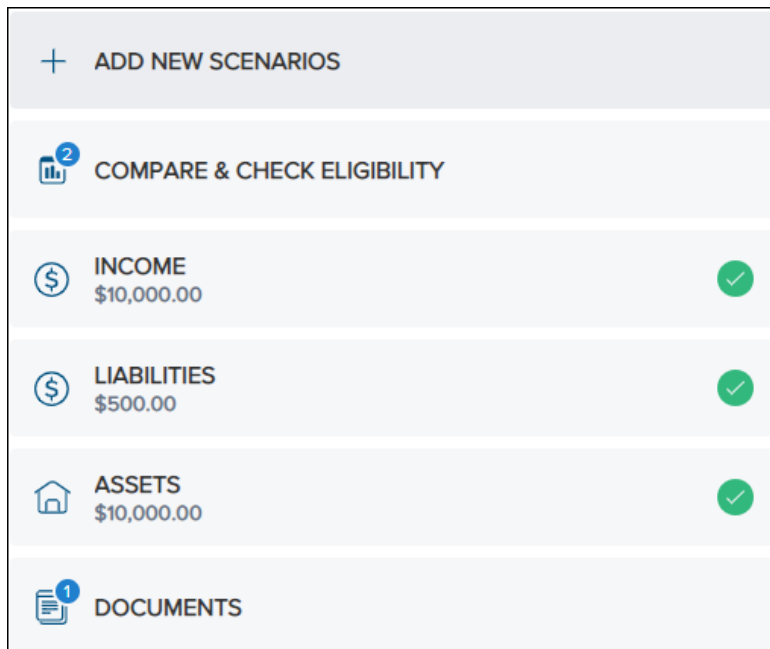 ADD NEW SCENARIOS
2
COMPARE & CHECK ELIGIBILITY
INCOME
$10,000.00
LIABILITIES
$500.00
ASSETS
$10,000.00
1
DOCUMENTS